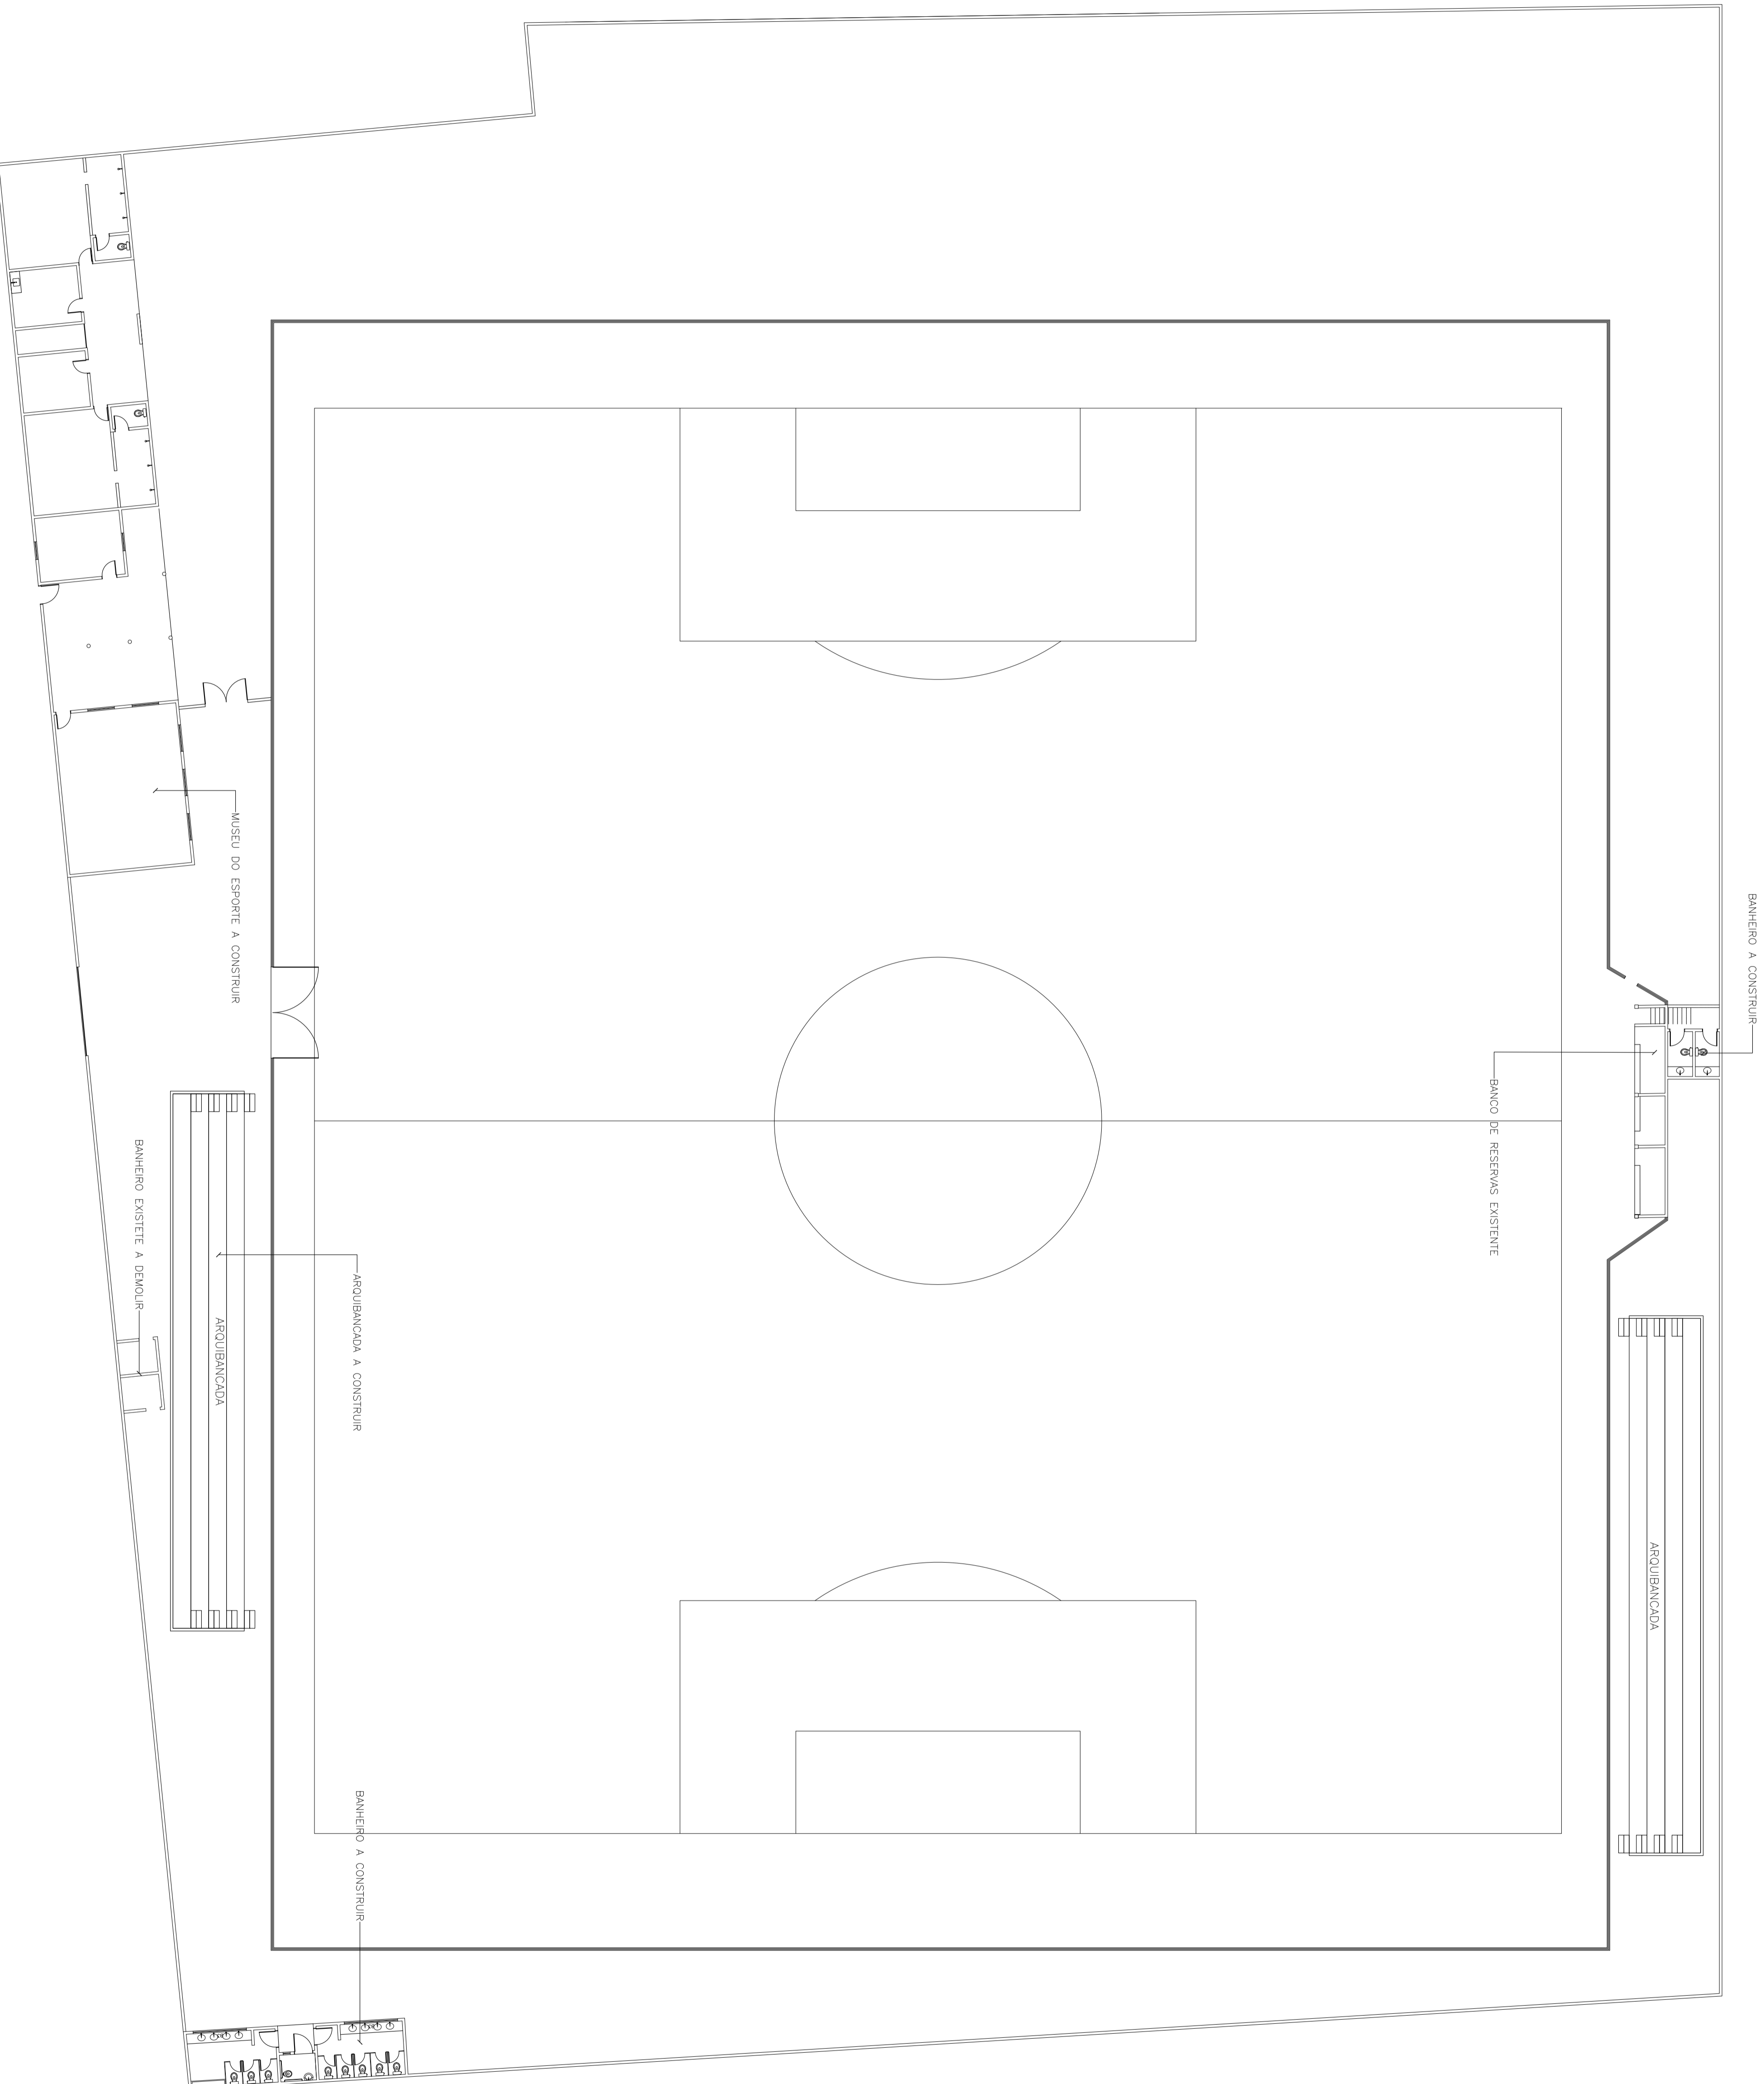 BANHEIRO A CONSTRUIR
BANCO DE RESERVAS EXISTENTE
ARQUIBANCADA
MUSEU DO ESPORTE A CONSTRUIR
ARQUIBANCADA A CONSTRUIR
ARQUIBANCADA
BANHEIRO EXISTETE A DEMOLIR
BANHEIRO A CONSTRUIR